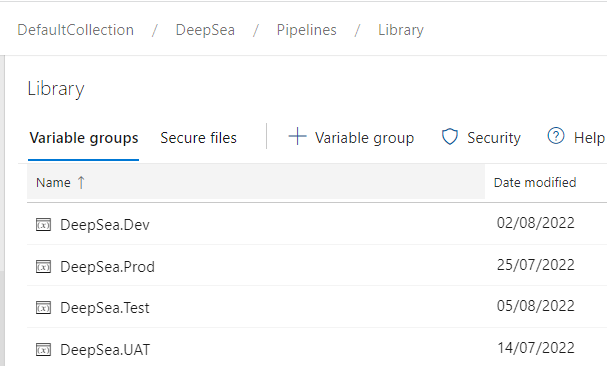 DefaultCollection / DeepSea / Pipelines / Library
Library
Variable groups Secure files + Variable group Security ? Help
Name ↑ Date modified
(x) DeepSea.Dev 02/08/2022
(x) DeepSea.Prod 25/07/2022
(x) DeepSea.Test 05/08/2022
(x) DeepSea.UAT 14/07/2022